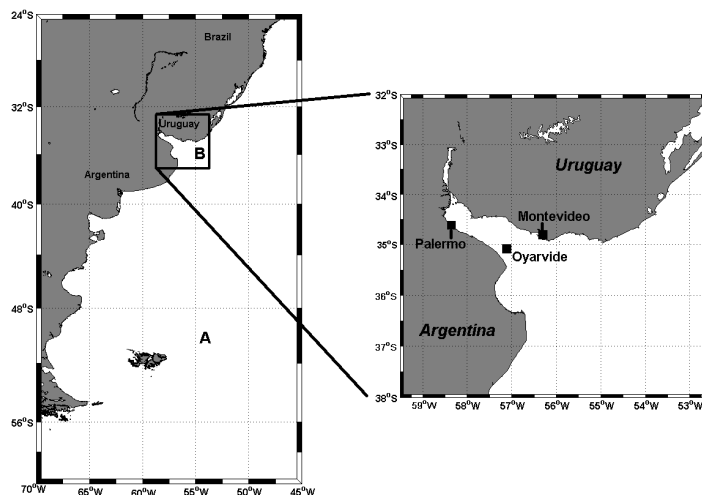 24°S
32°S
40°S
48°S
56°S
70°W
65°W
60°W
55°W
50°W
45°W
Brazil
Uruguay
B
Argentina
A
32°S
33°S
34°S
35°S
36°S
37°S
38°S
59°W
58°W
57°W
56°W
55°W
54°W
53°W
Uruguay
Montevideo
Palermo
Oyarvide
Argentina